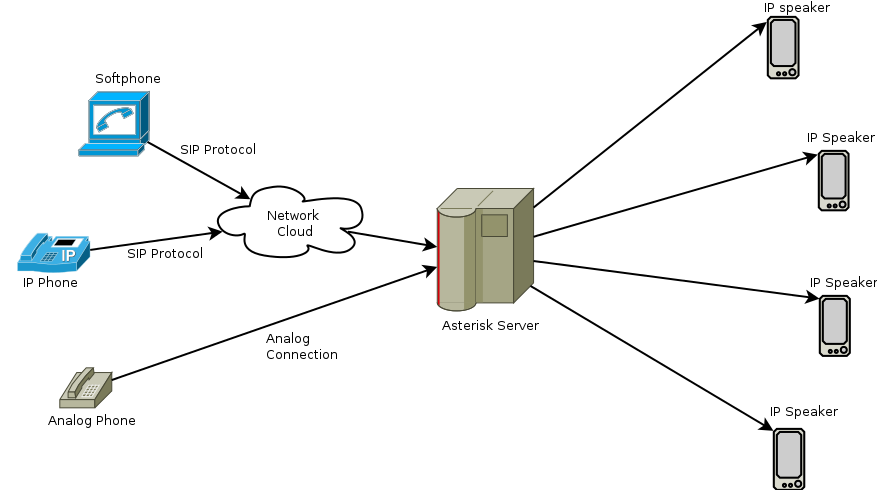 IP speaker
Softphone
IP Speaker
SIP Protocol
Network
Cloud
SIP Protocol
IP
IP Phone
IP Speaker
Asterisk Server
Analog
Connection
IP Speaker
Analog Phone